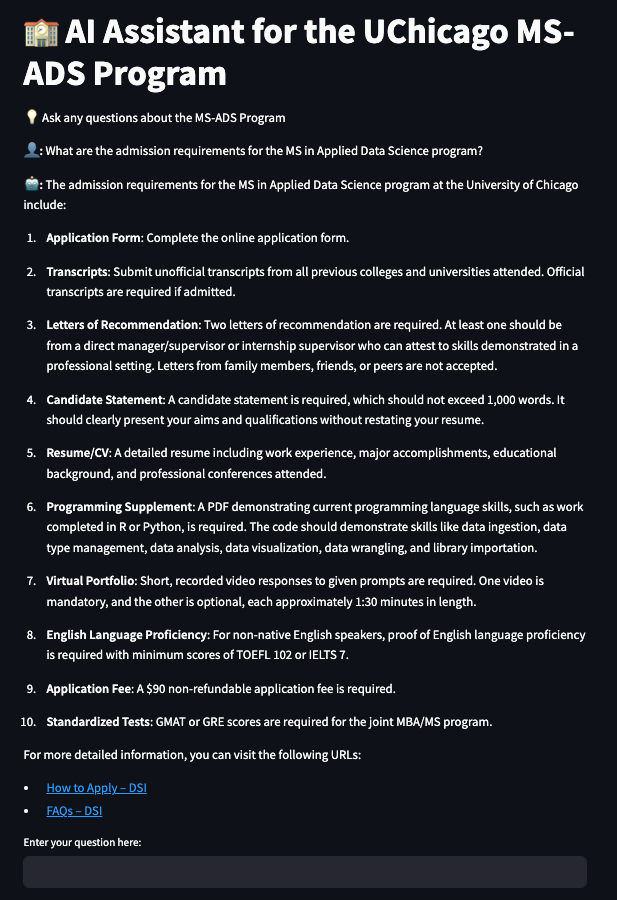 🏫 AI Assistant for the UChicago MS-
ADS Program
💡 Ask any questions about the MS-ADS Program
👤: What are the admission requirements for the MS in Applied Data Science program?
🤖: The admission requirements for the MS in Applied Data Science program at the University of Chicago
include:
1. Application Form: Complete the online application form.
2. Transcripts: Submit unofficial transcripts from all previous colleges and universities attended. Official
transcripts are required if admitted.
3. Letters of Recommendation: Two letters of recommendation are required. At least one should be
from a direct manager/supervisor or internship supervisor who can attest to skills demonstrated in a
professional setting. Letters from family members, friends, or peers are not accepted.
4. Candidate Statement: A candidate statement is required, which should not exceed 1,000 words. It
should clearly present your aims and qualifications without restating your resume.
5. Resume/CV: A detailed resume including work experience, major accomplishments, educational
background, and professional conferences attended.
6. Programming Supplement: A PDF demonstrating current programming language skills, such as work
completed in R or Python, is required. The code should demonstrate skills like data ingestion, data
type management, data analysis, data visualization, data wrangling, and library importation.
7. Virtual Portfolio: Short, recorded video responses to given prompts are required. One video is
mandatory, and the other is optional, each approximately 1:30 minutes in length.
8. English Language Proficiency: For non-native English speakers, proof of English language proficiency
is required with minimum scores of TOEFL 102 or IELTS 7.
9. Application Fee: A $90 non-refundable application fee is required.
10. Standardized Tests: GMAT or GRE scores are required for the joint MBA/MS program.
For more detailed information, you can visit the following URLs:
• How to Apply – DSI
• FAQs – DSI
Enter your question here: